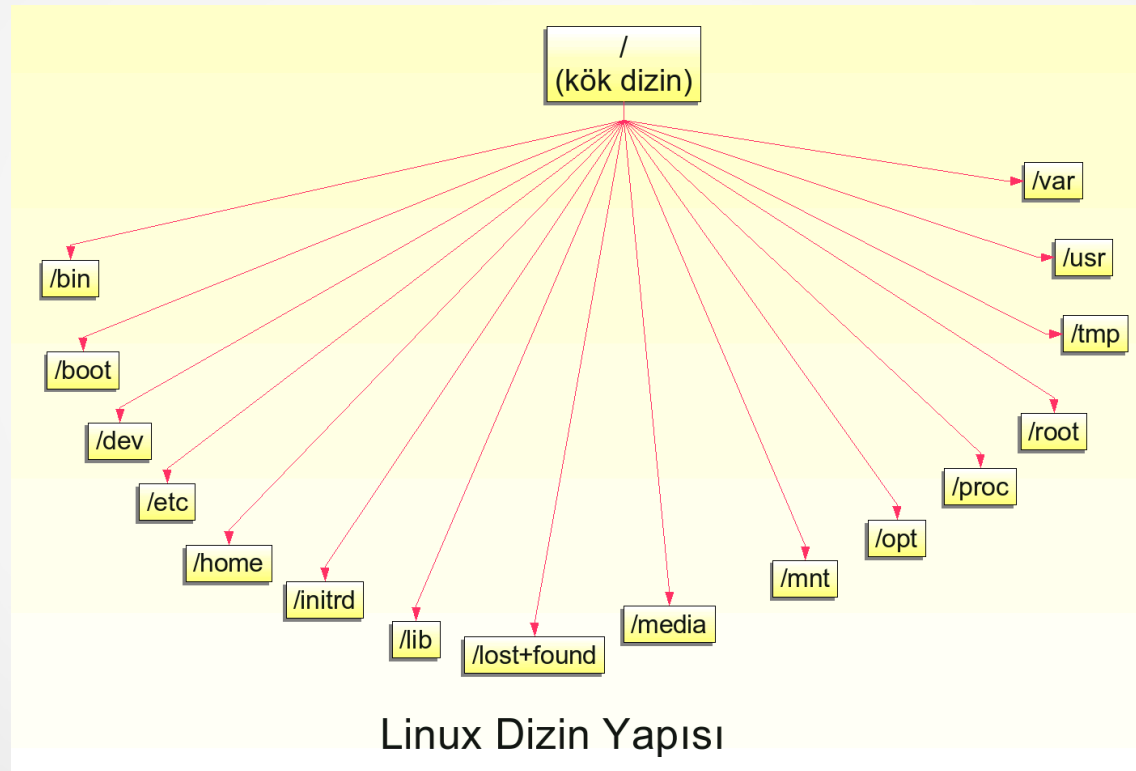 /
(kök dizin)
/var
/usr
/tmp
/root
/proc
/opt
/mnt
/media
/lost+found
/lib
/initrd
/home
/etc
/dev
/boot
/bin
Linux Dizin Yapısı